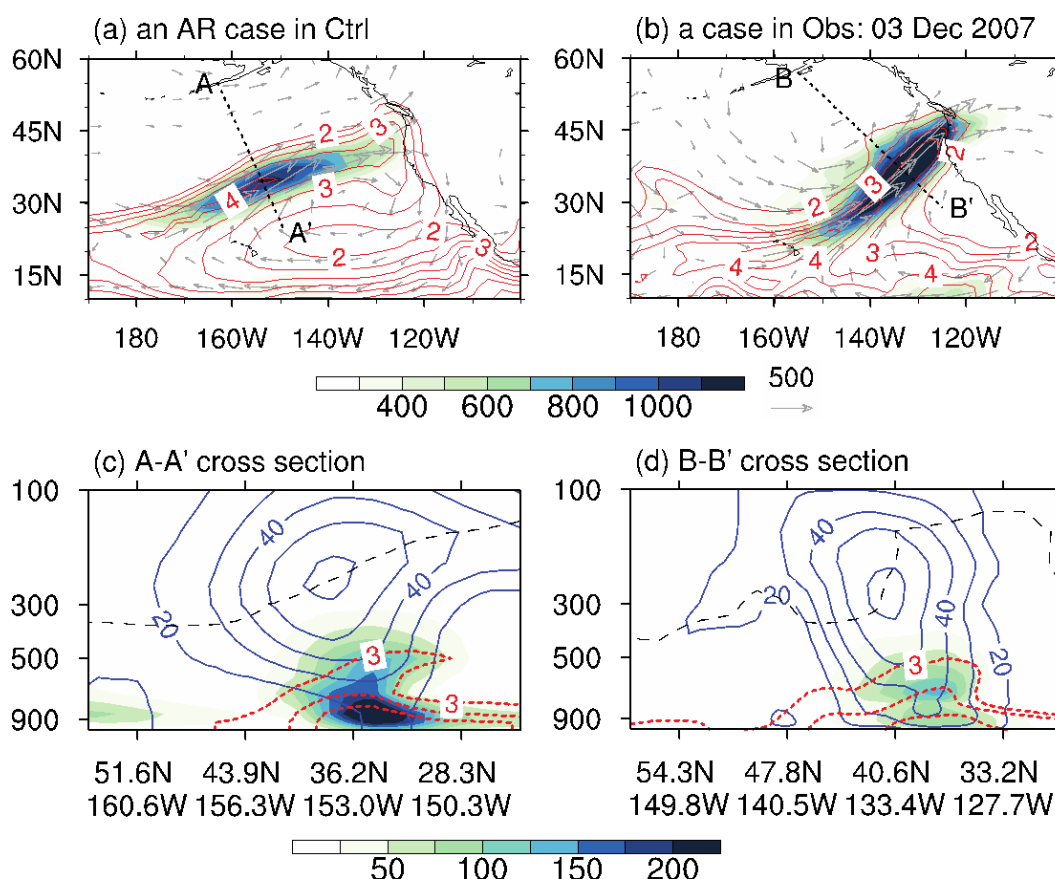 (a) an AR case in Ctrl
(b) a case in Obs: 03 Dec 2007
60N
45N
30N
15N
A
A'
2
3
4
3
2
2
3
180
160W
140W
120W
60N
45N
30N
15N
B
B'
2
3
2
3
2
4
4
4
180
160W
140W
120W
400
600
800
1000
500
(c) A-A' cross section
(d) B-B' cross section
100
300
500
900
40
20
40
3
3
51.6N
43.9N
36.2N
28.3N
160.6W
156.3W
153.0W
150.3W
100
300
500
900
40
20
40
20
3
54.3N
47.8N
40.6N
33.2N
149.8W
140.5W
133.4W
127.7W
50
100
150
200